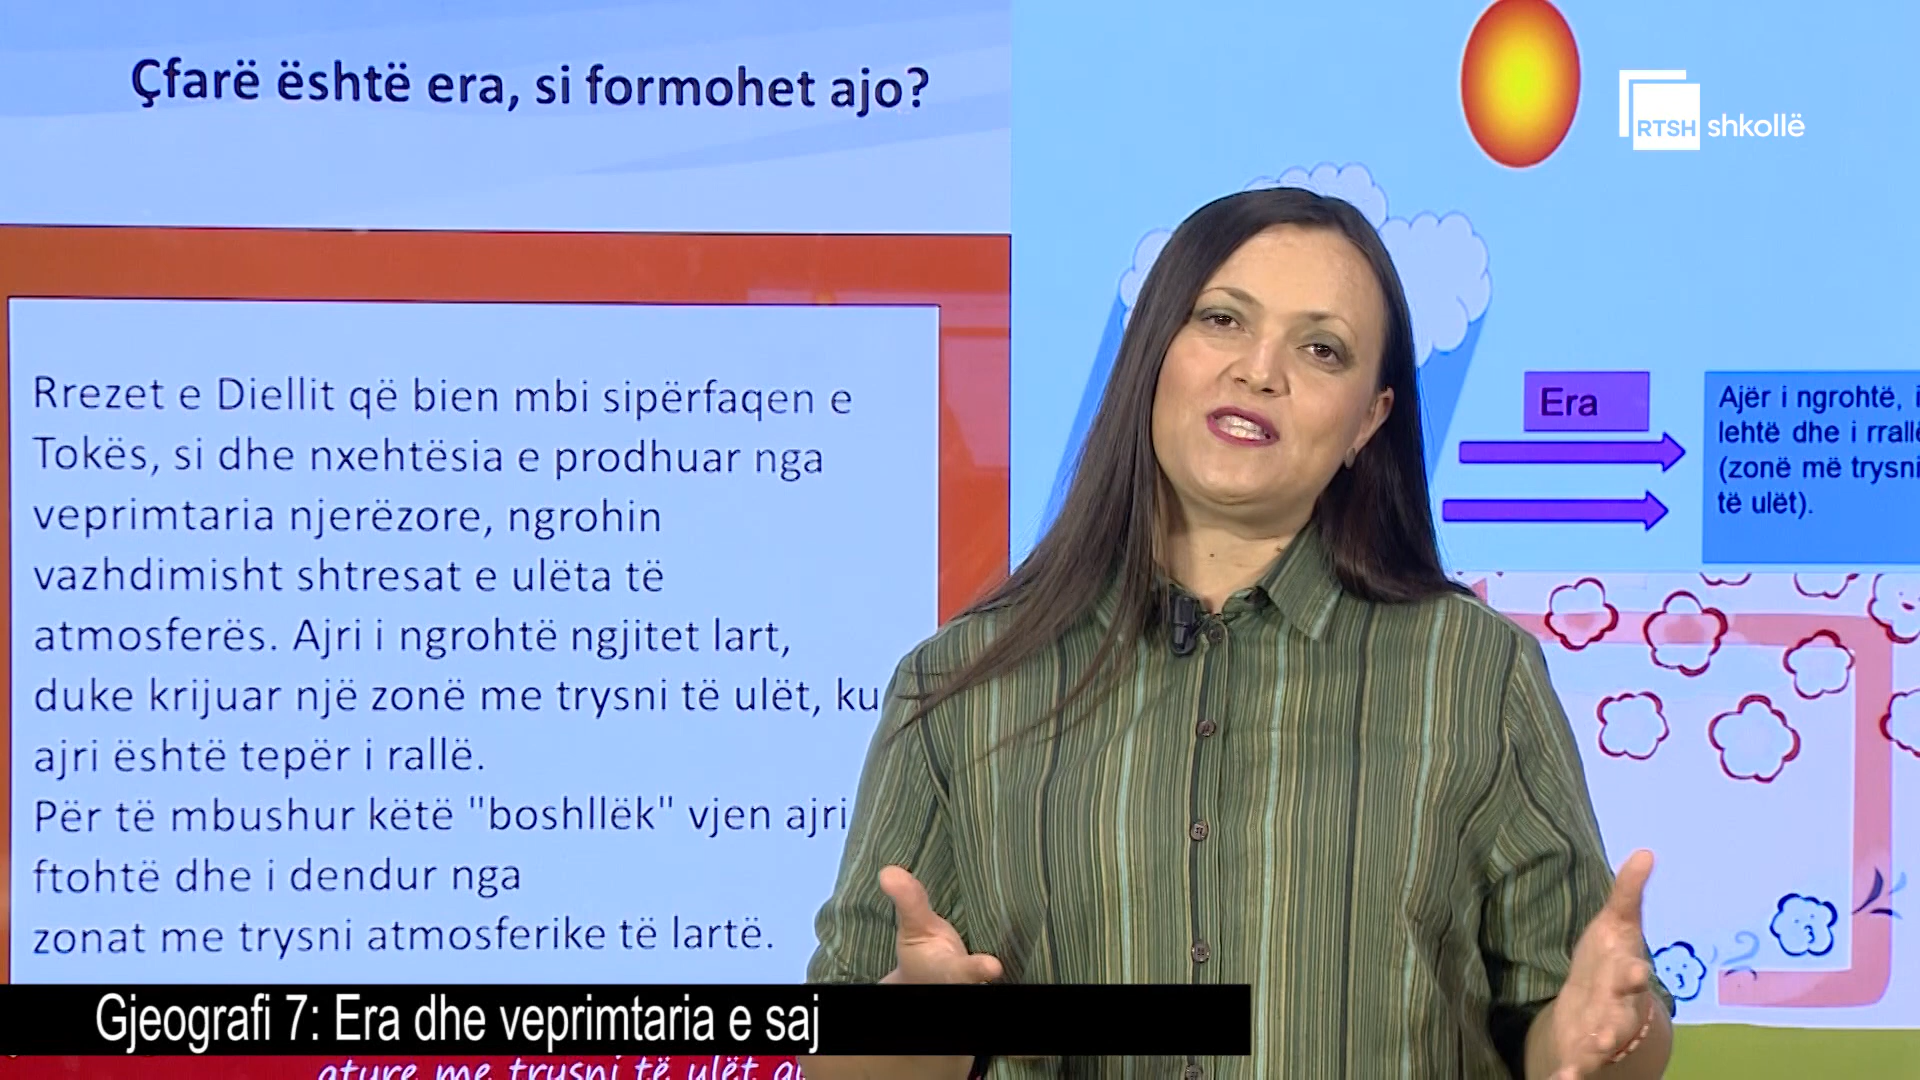 Çfarë është era, si formohet ajo?
RTSH shkollë
Rrezet e Diellit që bien mbi sipërfaqen e
Tokës, si dhe nxehtësia e prodhuar nga
veprimtaria njerëzore, ngrohin
vazhdimisht shtresat e ulëta të
atmosferës. Ajri i ngrohtë ngjitet lart,
duke krijuar një zonë me trysni të ulët, ku
ajri është tepër i rallë.
Për të mbushur këtë "boshllëk" vjen ajri
ftohtë dhe i dendur nga
zonat me trysni atmosferike të lartë.
Era
Ajër i ngrohtë, i
lehtë dhe i rrallë
(zonë më trysni
të ulët).
Gjeografi 7: Era dhe veprimtaria e saj
me trysni të ulët